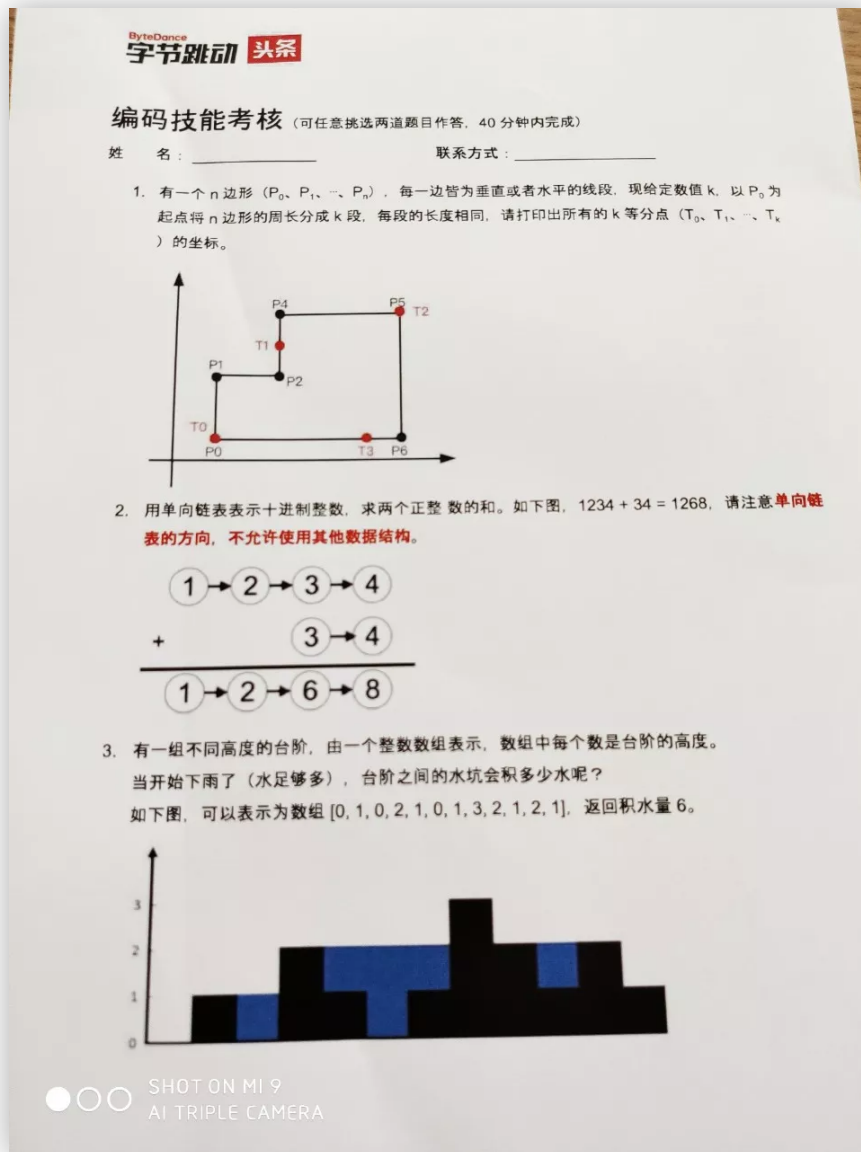 ByteDance
字节跳动 头条
编码技能考核（可任意挑选两道题目作答，40 分钟内完成）
姓 名：____________ 联系方式：____________
1. 有一个 n 边形（P₀、P₁、…、Pₙ），每一边皆为垂直或者水平的线段，现给定数值 k，以 P₀ 为
起点将 n 边形的周长分成 k 段，每段的长度相同，请打印出所有的 k 等分点（T₀、T₁、…、Tₖ
）的坐标。
P4 P5 T2
T1
P1
P2
T0
P0 T3 P6
2. 用单向链表表示十进制整数，求两个正整 数的和。如下图，1234 + 34 = 1268，请注意单向链
表的方向，不允许使用其他数据结构。
1 2 3 4
+ 3 4
1 2 6 8
3. 有一组不同高度的台阶，由一个整数数组表示，数组中每个数是台阶的高度。
当开始下雨了（水足够多），台阶之间的水坑会积多少水呢？
如下图，可以表示为数组 [0, 1, 0, 2, 1, 0, 1, 3, 2, 1, 2, 1]，返回积水量 6。
3
2
1
0
SHOT ON MI 9
AI TRIPLE CAMERA